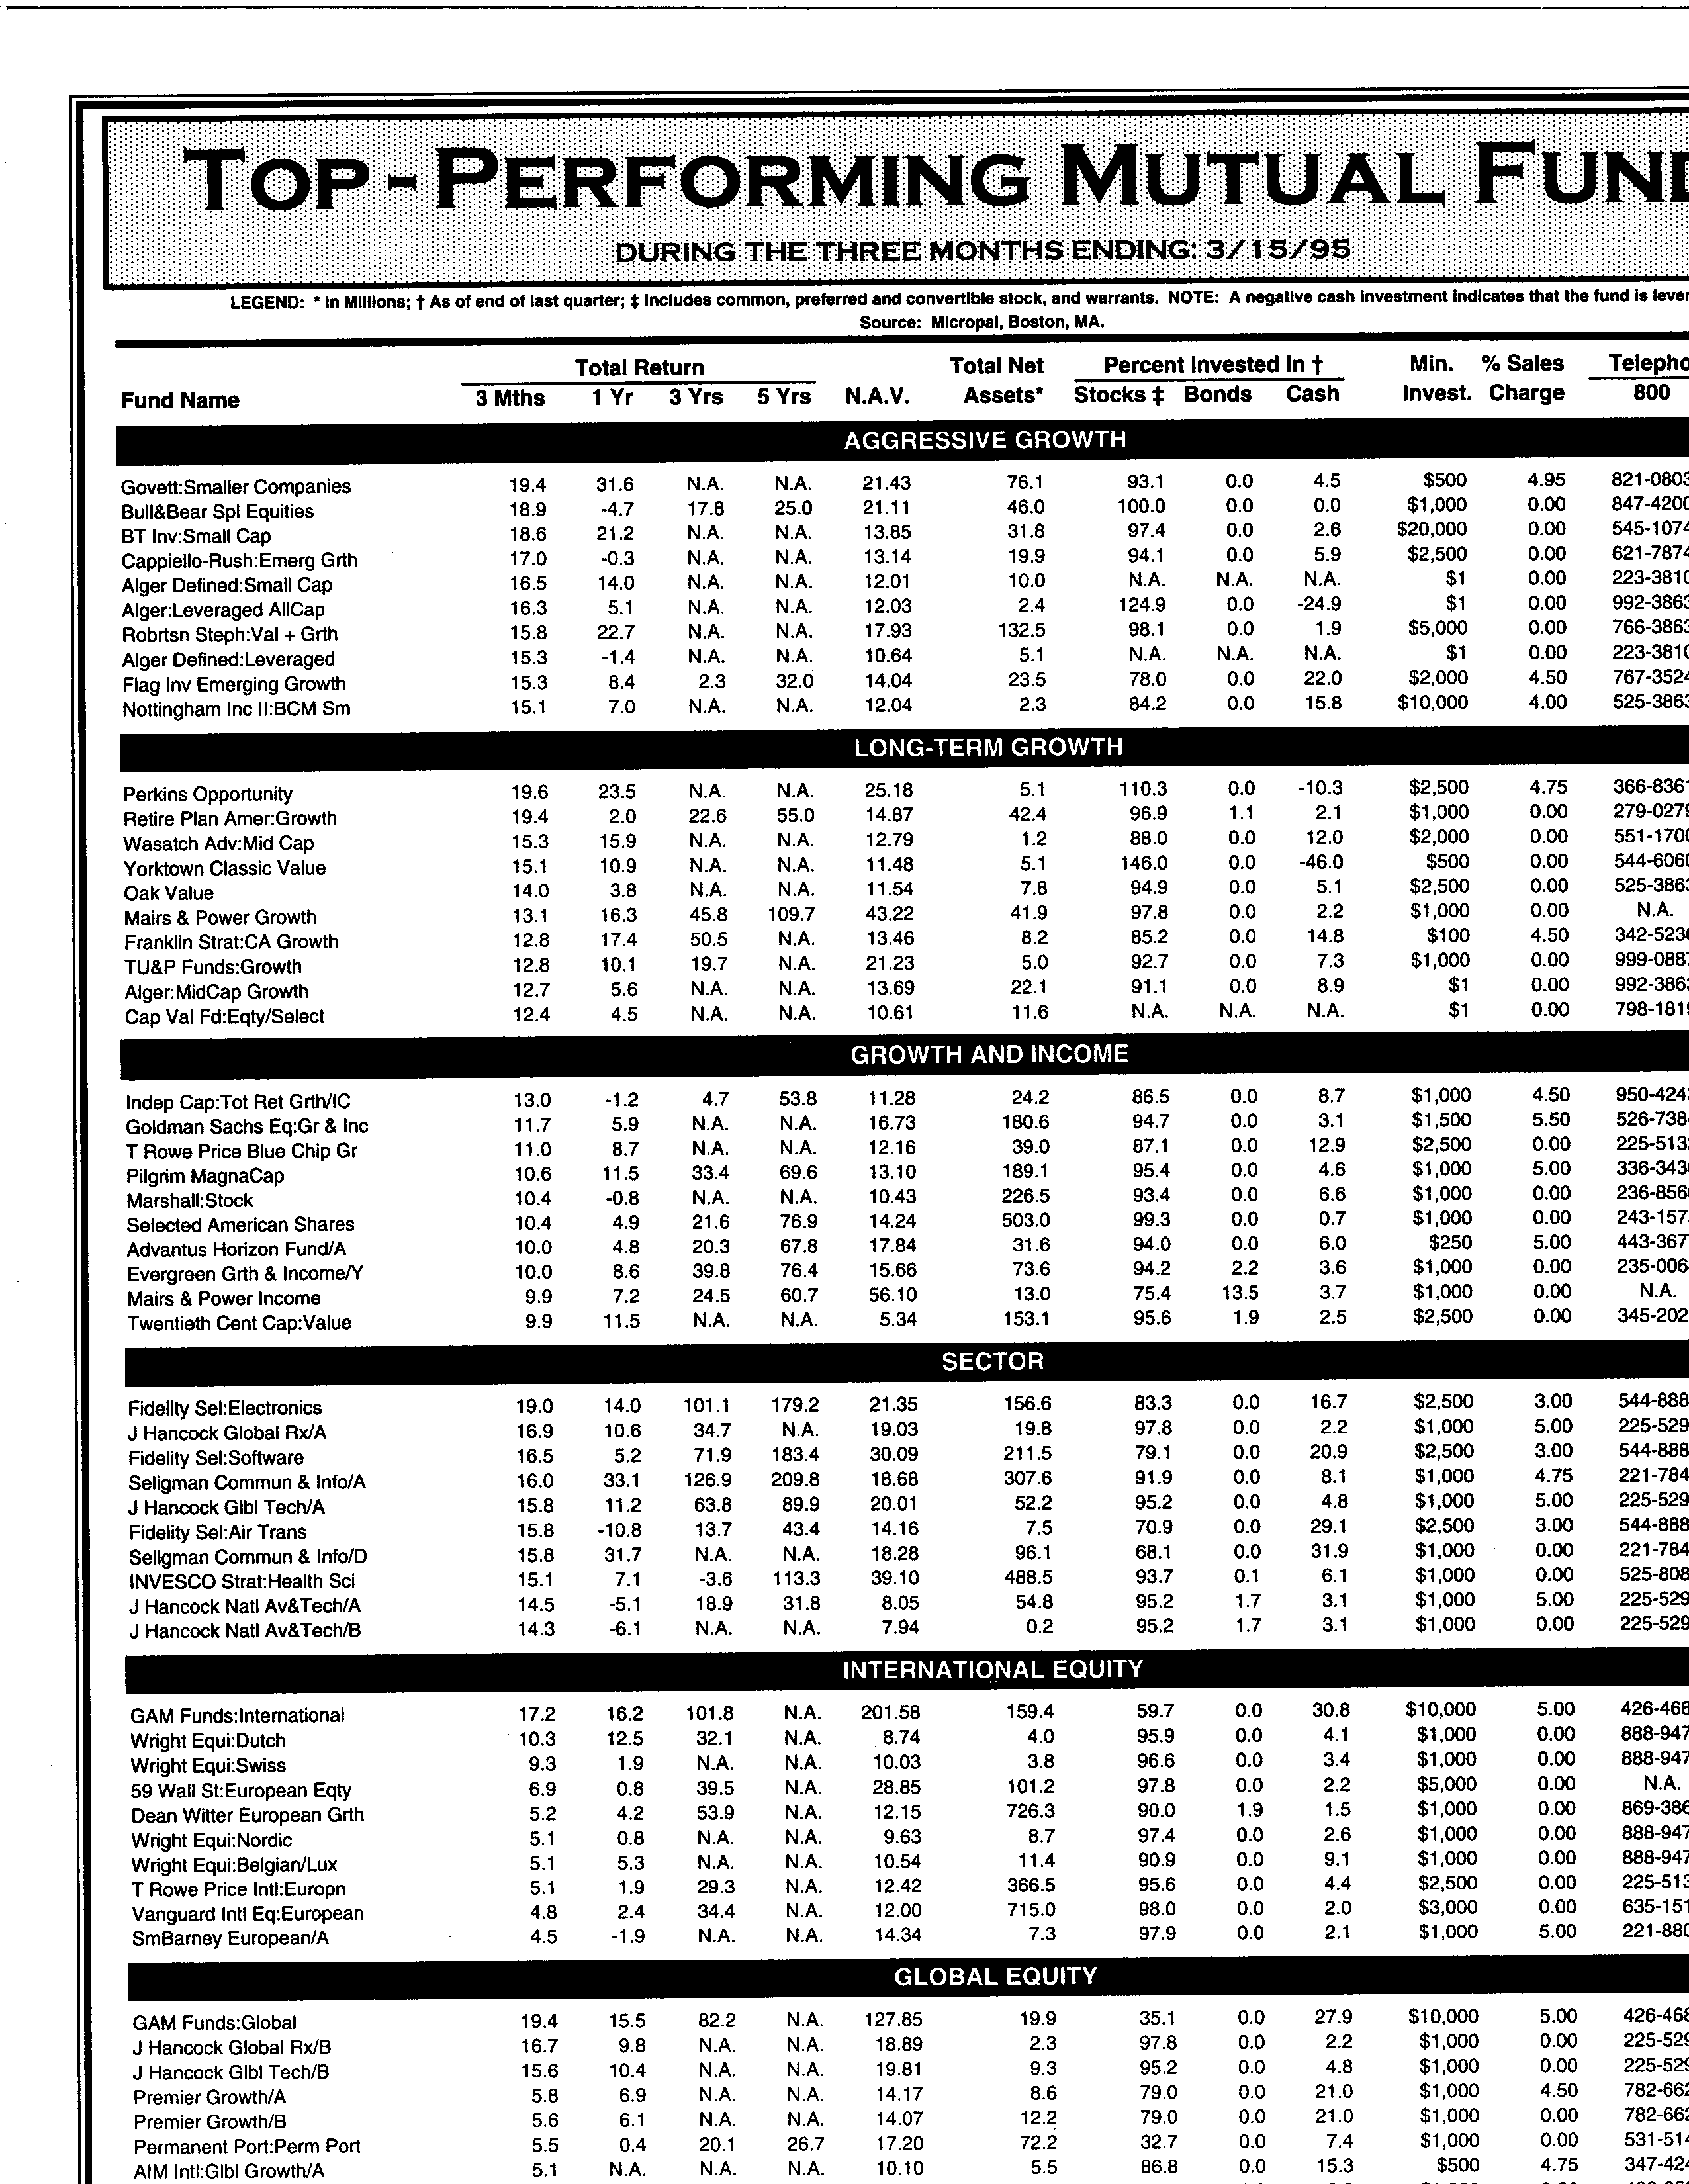 TOP-PERFORMING MUTUAL FUND
DURING THE THREE MONTHS ENDING: 3/15/95
LEGEND: * In Millions; † As of end of last quarter; ‡ Includes common, preferred and convertible stock, and warrants. NOTE: A negative cash investment indicates that the fund is lever
Source: Micropal, Boston, MA.
Total Return Total Net Percent Invested In † Min. % Sales Telepho
Fund Name 3 Mths 1 Yr 3 Yrs 5 Yrs N.A.V. Assets* Stocks ‡ Bonds Cash Invest. Charge 800
AGGRESSIVE GROWTH
Govett:Smaller Companies 19.4 31.6 N.A. N.A. 21.43 76.1 93.1 0.0 4.5 $500 4.95 821-0803
Bull&Bear Spl Equities 18.9 -4.7 17.8 25.0 21.11 46.0 100.0 0.0 0.0 $1,000 0.00 847-4200
BT Inv:Small Cap 18.6 21.2 N.A. N.A. 13.85 31.8 97.4 0.0 2.6 $20,000 0.00 545-1074
Cappiello-Rush:Emerg Grth 17.0 -0.3 N.A. N.A. 13.14 19.9 94.1 0.0 5.9 $2,500 0.00 621-7874
Alger Defined:Small Cap 16.5 14.0 N.A. N.A. 12.01 10.0 N.A. N.A. N.A. $1 0.00 223-3810
Alger:Leveraged AllCap 16.3 5.1 N.A. N.A. 12.03 2.4 124.9 0.0 -24.9 $1 0.00 992-3863
Robrtsn Steph:Val + Grth 15.8 22.7 N.A. N.A. 17.93 132.5 98.1 0.0 1.9 $5,000 0.00 766-3863
Alger Defined:Leveraged 15.3 -1.4 N.A. N.A. 10.64 5.1 N.A. N.A. N.A. $1 0.00 223-3810
Flag Inv Emerging Growth 15.3 8.4 2.3 32.0 14.04 23.5 78.0 0.0 22.0 $2,000 4.50 767-3524
Nottingham Inc II:BCM Sm 15.1 7.0 N.A. N.A. 12.04 2.3 84.2 0.0 15.8 $10,000 4.00 525-3863
LONG-TERM GROWTH
Perkins Opportunity 19.6 23.5 N.A. N.A. 25.18 5.1 110.3 0.0 -10.3 $2,500 4.75 366-8361
Retire Plan Amer:Growth 19.4 2.0 22.6 55.0 14.87 42.4 96.9 1.1 2.1 $1,000 0.00 279-0279
Wasatch Adv:Mid Cap 15.3 15.9 N.A. N.A. 12.79 1.2 88.0 0.0 12.0 $2,000 0.00 551-1700
Yorktown Classic Value 15.1 10.9 N.A. N.A. 11.48 5.1 146.0 0.0 -46.0 $500 0.00 544-6060
Oak Value 14.0 3.8 N.A. N.A. 11.54 7.8 94.9 0.0 5.1 $2,500 0.00 525-3863
Mairs & Power Growth 13.1 16.3 45.8 109.7 43.22 41.9 97.8 0.0 2.2 $1,000 0.00 N.A.
Franklin Strat:CA Growth 12.8 17.4 50.5 N.A. 13.46 8.2 85.2 0.0 14.8 $100 4.50 342-5236
TU&P Funds:Growth 12.8 10.1 19.7 N.A. 21.23 5.0 92.7 0.0 7.3 $1,000 0.00 999-0887
Alger:MidCap Growth 12.7 5.6 N.A. N.A. 13.69 22.1 91.1 0.0 8.9 $1 0.00 992-3863
Cap Val Fd:Eqty/Select 12.4 4.5 N.A. N.A. 10.61 11.6 N.A. N.A. N.A. $1 0.00 798-1819
GROWTH AND INCOME
Indep Cap:Tot Ret Grth/IC 13.0 -1.2 4.7 53.8 11.28 24.2 86.5 0.0 8.7 $1,000 4.50 950-424
Goldman Sachs Eq:Gr & Inc 11.7 5.9 N.A. N.A. 16.73 180.6 94.7 0.0 3.1 $1,500 5.50 526-738
T Rowe Price Blue Chip Gr 11.0 8.7 N.A. N.A. 12.16 39.0 87.1 0.0 12.9 $2,500 0.00 225-513
Pilgrim MagnaCap 10.6 11.5 33.4 69.6 13.10 189.1 95.4 0.0 4.6 $1,000 5.00 336-343
Marshall:Stock 10.4 -0.8 N.A. N.A. 10.43 226.5 93.4 0.0 6.6 $1,000 0.00 236-856
Selected American Shares 10.4 4.9 21.6 76.9 14.24 503.0 99.3 0.0 0.7 $1,000 0.00 243-157
Advantus Horizon Fund/A 10.0 4.8 20.3 67.8 17.84 31.6 94.0 0.0 6.0 $250 5.00 443-367
Evergreen Grth & Income/Y 10.0 8.6 39.8 76.4 15.66 73.6 94.2 2.2 3.6 $1,000 0.00 235-006
Mairs & Power Income 9.9 7.2 24.5 60.7 56.10 13.0 75.4 13.5 3.7 $1,000 0.00 N.A.
Twentieth Cent Cap:Value 9.9 11.5 N.A. N.A. 5.34 153.1 95.6 1.9 2.5 $2,500 0.00 345-202
SECTOR
Fidelity Sel:Electronics 19.0 14.0 101.1 179.2 21.35 156.6 83.3 0.0 16.7 $2,500 3.00 544-888
J Hancock Global Rx/A 16.9 10.6 34.7 N.A. 19.03 19.8 97.8 0.0 2.2 $1,000 5.00 225-529
Fidelity Sel:Software 16.5 5.2 71.9 183.4 30.09 211.5 79.1 0.0 20.9 $2,500 3.00 544-888
Seligman Commun & Info/A 16.0 33.1 126.9 209.8 18.68 307.6 91.9 0.0 8.1 $1,000 4.75 221-784
J Hancock Glbl Tech/A 15.8 11.2 63.8 89.9 20.01 52.2 95.2 0.0 4.8 $1,000 5.00 225-529
Fidelity Sel:Air Trans 15.8 -10.8 13.7 43.4 14.16 7.5 70.9 0.0 29.1 $2,500 3.00 544-888
Seligman Commun & Info/D 15.8 31.7 N.A. N.A. 18.28 96.1 68.1 0.0 31.9 $1,000 0.00 221-784
INVESCO Strat:Health Sci 15.1 7.1 -3.6 113.3 39.10 488.5 93.7 0.1 6.1 $1,000 0.00 525-808
J Hancock Natl Av&Tech/A 14.5 -5.1 18.9 31.8 8.05 54.8 95.2 1.7 3.1 $1,000 5.00 225-529
J Hancock Natl Av&Tech/B 14.3 -6.1 N.A. N.A. 7.94 0.2 95.2 1.7 3.1 $1,000 0.00 225-529
INTERNATIONAL EQUITY
GAM Funds:International 17.2 16.2 101.8 N.A. 201.58 159.4 59.7 0.0 30.8 $10,000 5.00 426-468
Wright Equi:Dutch 10.3 12.5 32.1 N.A. 8.74 4.0 95.9 0.0 4.1 $1,000 0.00 888-947
Wright Equi:Swiss 9.3 1.9 N.A. N.A. 10.03 3.8 96.6 0.0 3.4 $1,000 0.00 888-947
59 Wall St:European Eqty 6.9 0.8 39.5 N.A. 28.85 101.2 97.8 0.0 2.2 $5,000 0.00 N.A.
Dean Witter European Grth 5.2 4.2 53.9 N.A. 12.15 726.3 90.0 1.9 1.5 $1,000 0.00 869-386
Wright Equi:Nordic 5.1 0.8 N.A. N.A. 9.63 8.7 97.4 0.0 2.6 $1,000 0.00 888-947
Wright Equi:Belgian/Lux 5.1 5.3 N.A. N.A. 10.54 11.4 90.9 0.0 9.1 $1,000 0.00 888-947
T Rowe Price Intl:Europn 5.1 1.9 29.3 N.A. 12.42 366.5 95.6 0.0 4.4 $2,500 0.00 225-513
Vanguard Intl Eq:European 4.8 2.4 34.4 N.A. 12.00 715.0 98.0 0.0 2.0 $3,000 0.00 635-151
SmBarney European/A 4.5 -1.9 N.A. N.A. 14.34 7.3 97.9 0.0 2.1 $1,000 5.00 221-880
GLOBAL EQUITY
GAM Funds:Global 19.4 15.5 82.2 N.A. 127.85 19.9 35.1 0.0 27.9 $10,000 5.00 426-468
J Hancock Global Rx/B 16.7 9.8 N.A. N.A. 18.89 2.3 97.8 0.0 2.2 $1,000 0.00 225-529
J Hancock Glbl Tech/B 15.6 10.4 N.A. N.A. 19.81 9.3 95.2 0.0 4.8 $1,000 0.00 225-529
Premier Growth/A 5.8 6.9 N.A. N.A. 14.17 8.6 79.0 0.0 21.0 $1,000 4.50 782-662
Premier Growth/B 5.6 6.1 N.A. N.A. 14.07 12.2 79.0 0.0 21.0 $1,000 0.00 782-662
Permanent Port:Perm Port 5.5 0.4 20.1 26.7 17.20 72.2 32.7 0.0 7.4 $1,000 0.00 531-514
AIM Intl:Glbl Growth/A 5.1 N.A. N.A. N.A. 10.10 5.5 86.8 0.0 15.3 $500 4.75 347-424